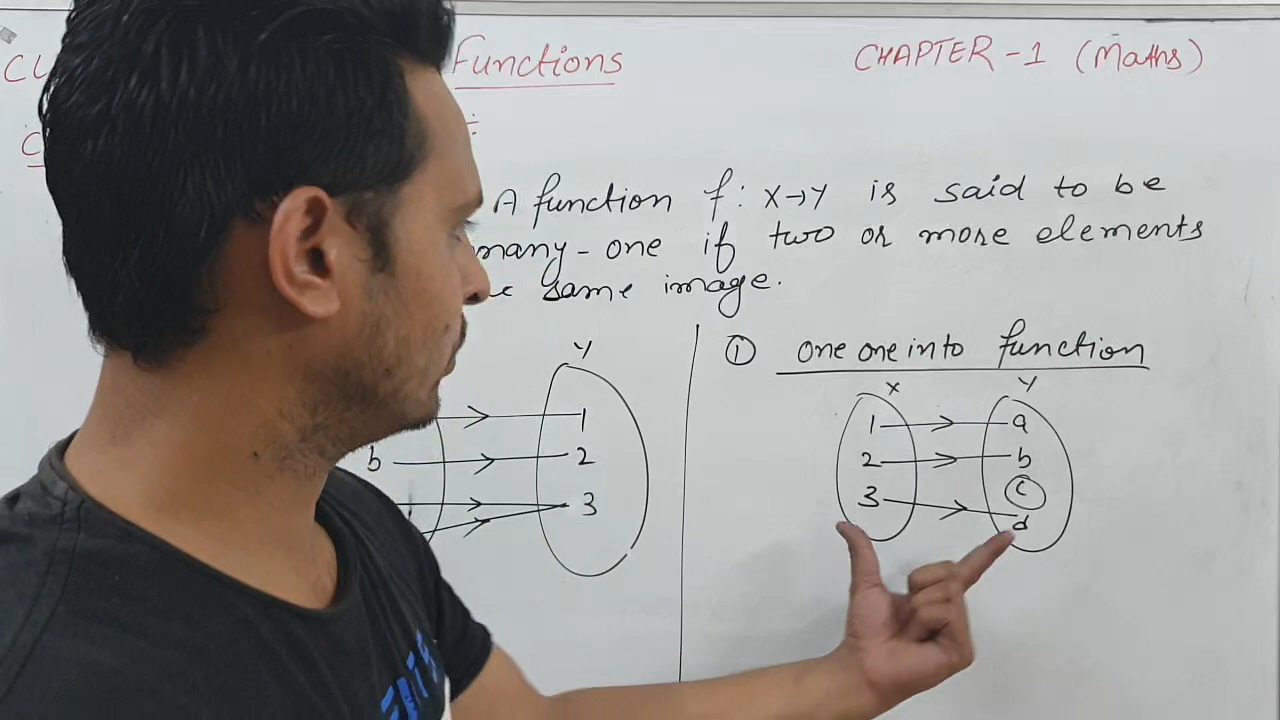 Functions CHAPTER-1 (Maths)
A function f: X→Y is said to be
many-one if two or more elements
same image.
① one one into function
Y
1
b 2
3
X Y
1 a
2 b
3 c
d